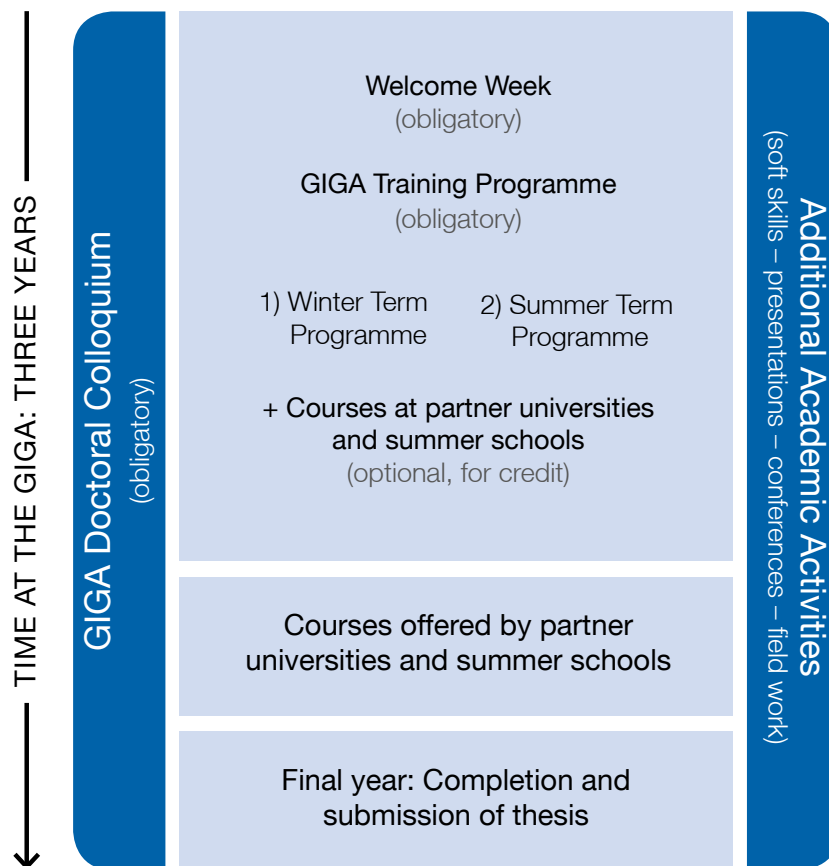 TIME AT THE GIGA: THREE YEARS
GIGA Doctoral Colloquium
(obligatory)
Welcome Week
(obligatory)
GIGA Training Programme
(obligatory)
1) Winter Term
Programme
2) Summer Term
Programme
+ Courses at partner universities
and summer schools
(optional, for credit)
Courses offered by partner
universities and summer schools
Final year: Completion and
submission of thesis
Additional Academic Activities
(soft skills – presentations – conferences – field work)